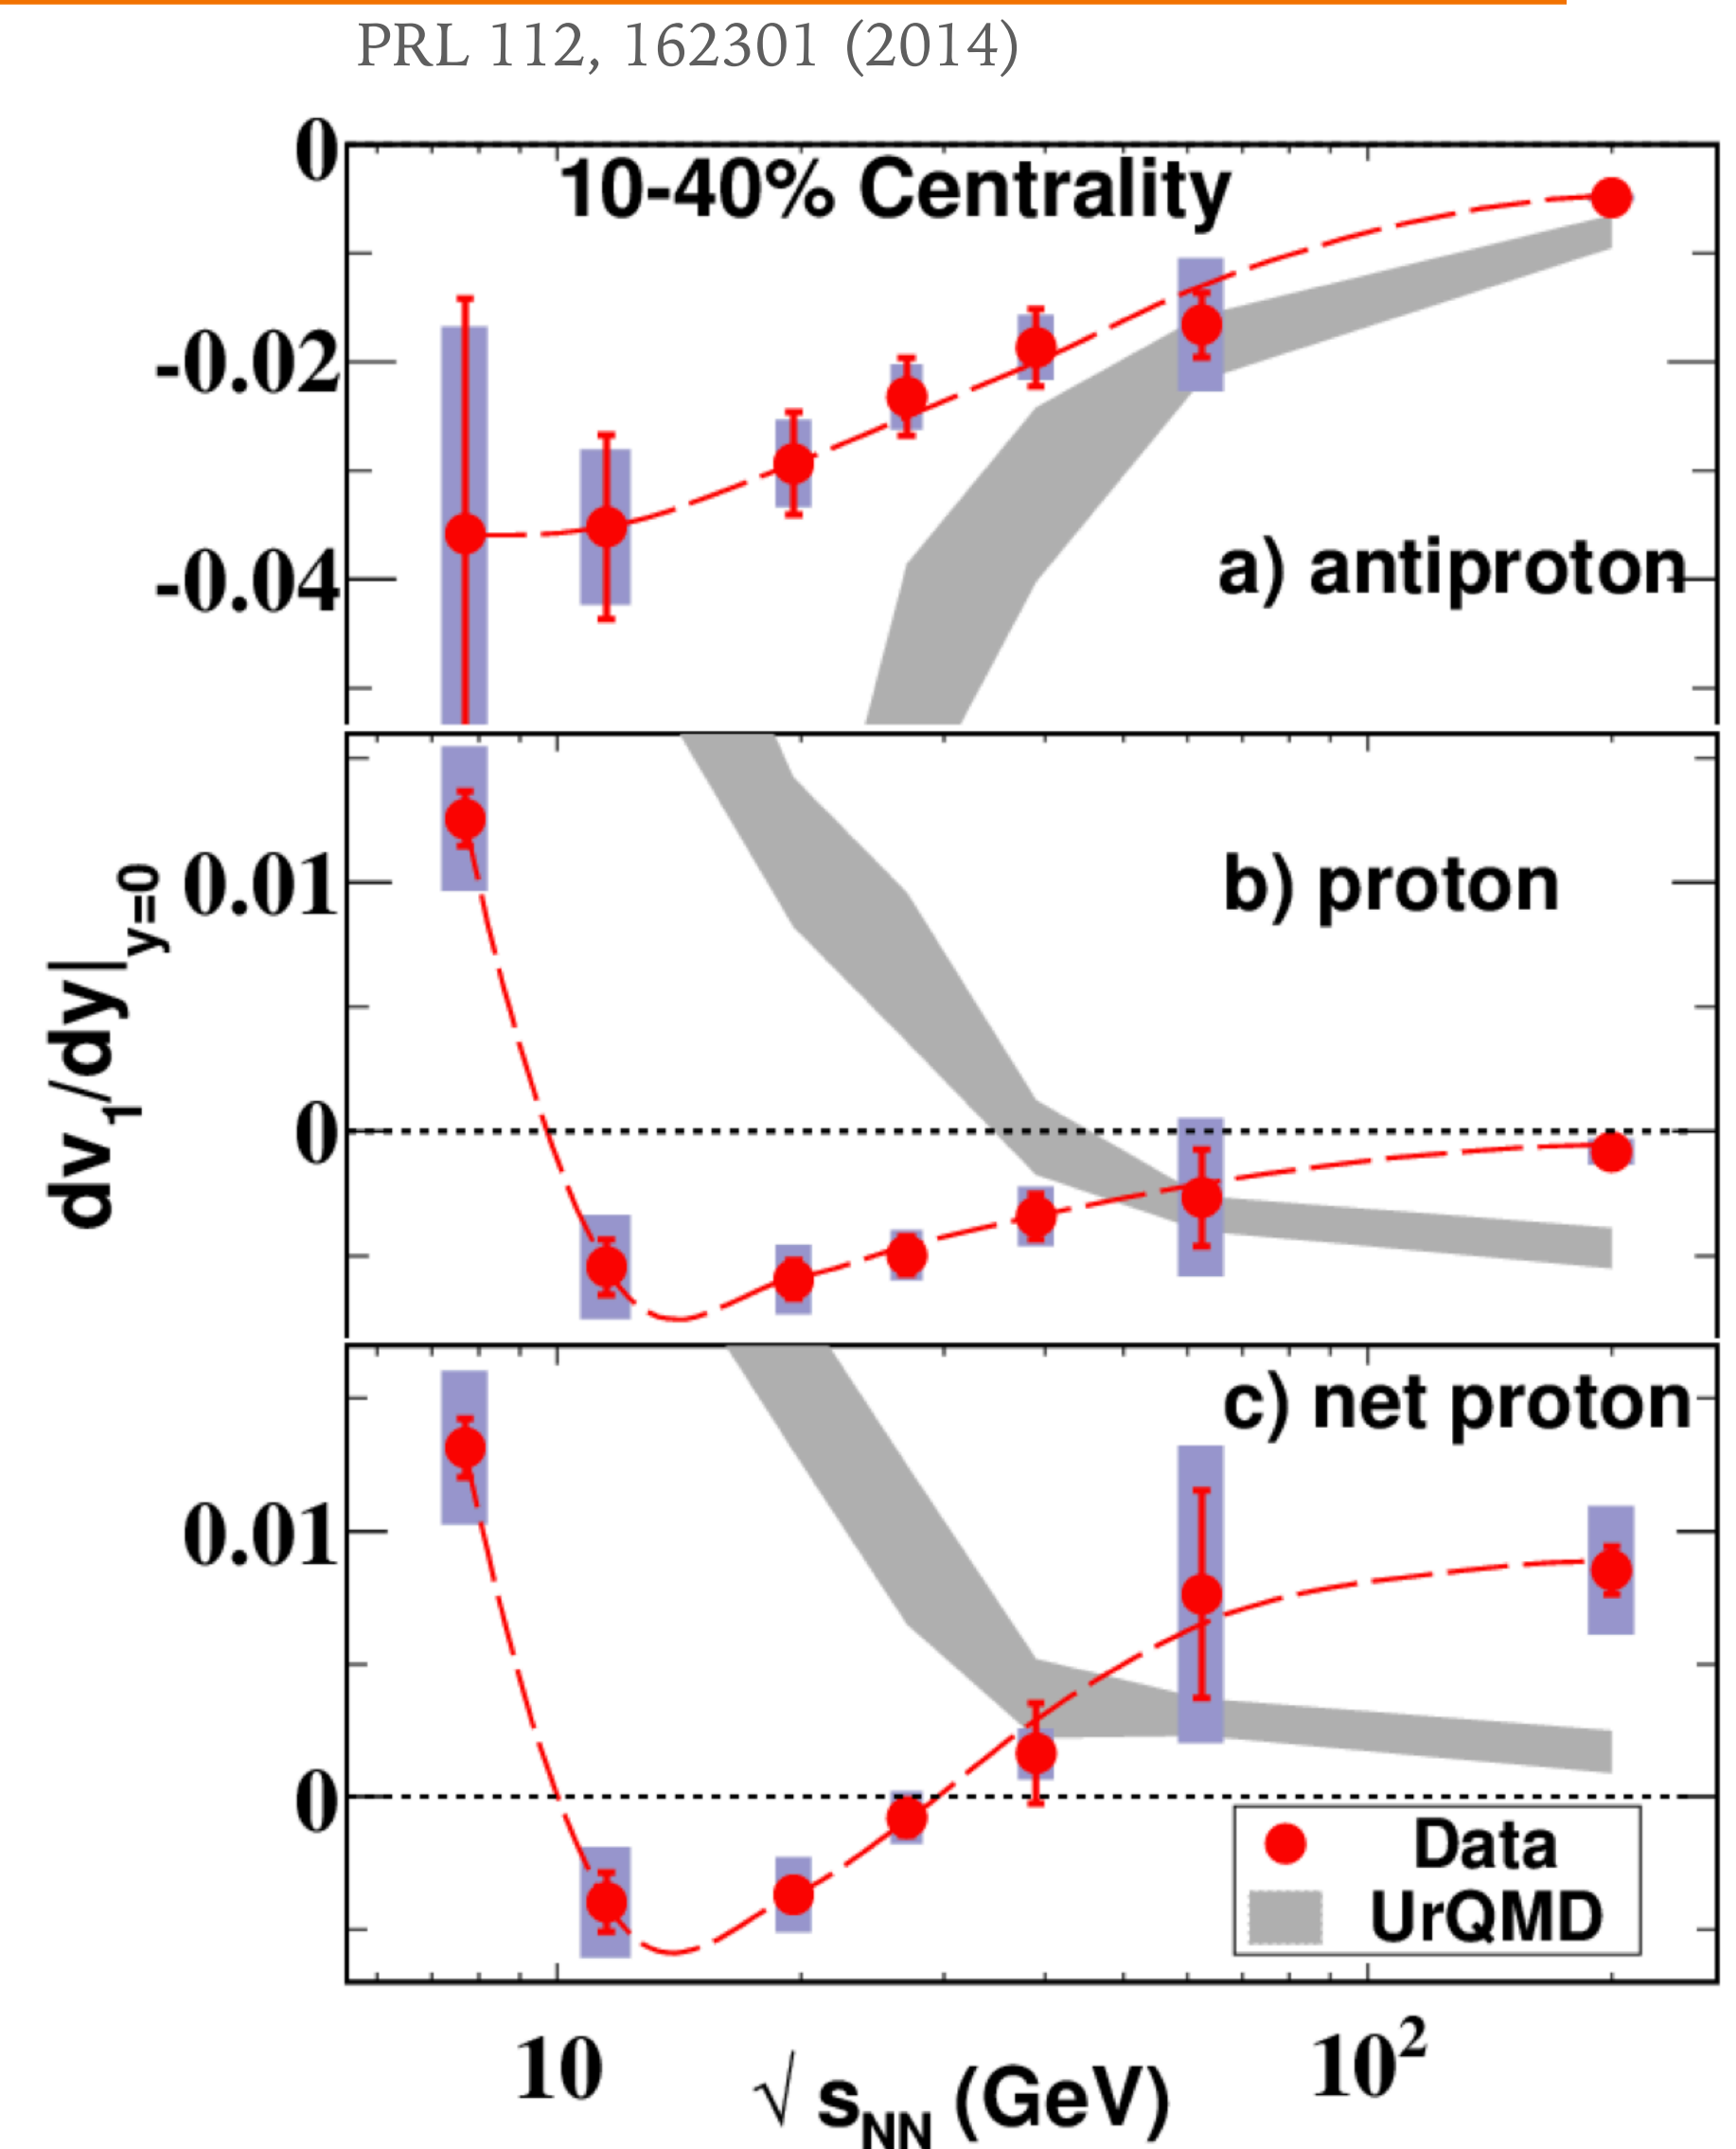 PRL 112, 162301 (2014)
0
10-40% Centrality
-0.02
-0.04
a) antiproton
0.01
b) proton
dv₁/dy|y=0
0
c) net proton
0.01
0
Data
UrQMD
10
10²
√ sNN (GeV)